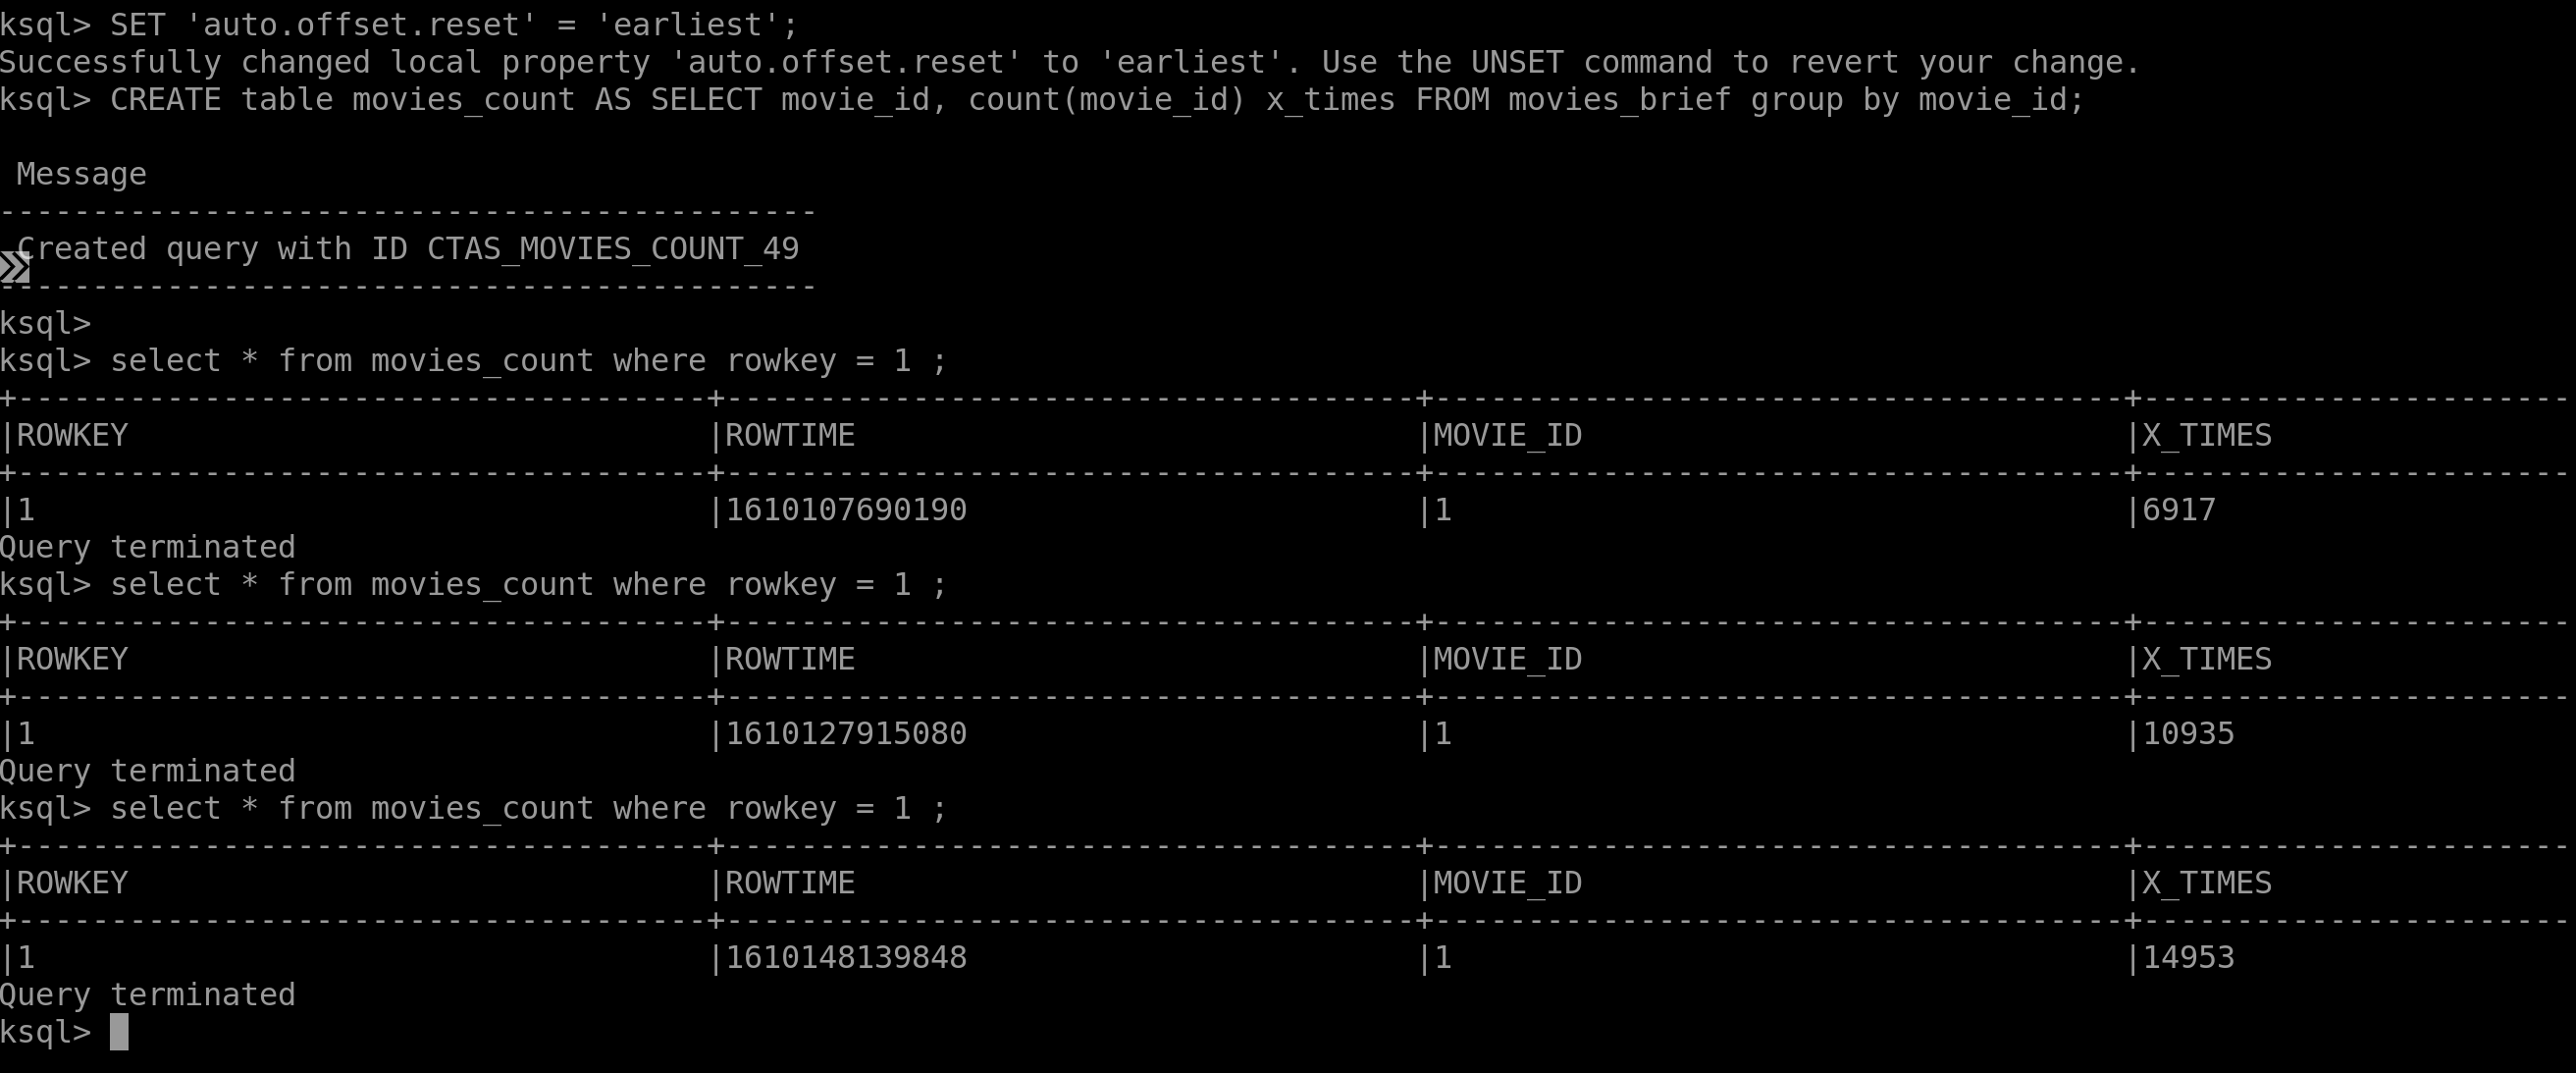 ksql> SET 'auto.offset.reset' = 'earliest';
Successfully changed local property 'auto.offset.reset' to 'earliest'. Use the UNSET command to revert your change.
ksql> CREATE table movies_count AS SELECT movie_id, count(movie_id) x_times FROM movies_brief group by movie_id;
Message
--------------------------------------------
Created query with ID CTAS_MOVIES_COUNT_49
--------------------------------------------
ksql>
ksql> select * from movies_count where rowkey = 1 ;
+-------------------------------------+-------------------------------------+-------------------------------------+-----------------------
|ROWKEY |ROWTIME |MOVIE_ID |X_TIMES
+-------------------------------------+-------------------------------------+-------------------------------------+-----------------------
|1 |1610107690190 |1 |6917
Query terminated
ksql> select * from movies_count where rowkey = 1 ;
+-------------------------------------+-------------------------------------+-------------------------------------+-----------------------
|ROWKEY |ROWTIME |MOVIE_ID |X_TIMES
+-------------------------------------+-------------------------------------+-------------------------------------+-----------------------
|1 |1610127915080 |1 |10935
Query terminated
ksql> select * from movies_count where rowkey = 1 ;
+-------------------------------------+-------------------------------------+-------------------------------------+-----------------------
|ROWKEY |ROWTIME |MOVIE_ID |X_TIMES
+-------------------------------------+-------------------------------------+-------------------------------------+-----------------------
|1 |1610148139848 |1 |14953
Query terminated
ksql>